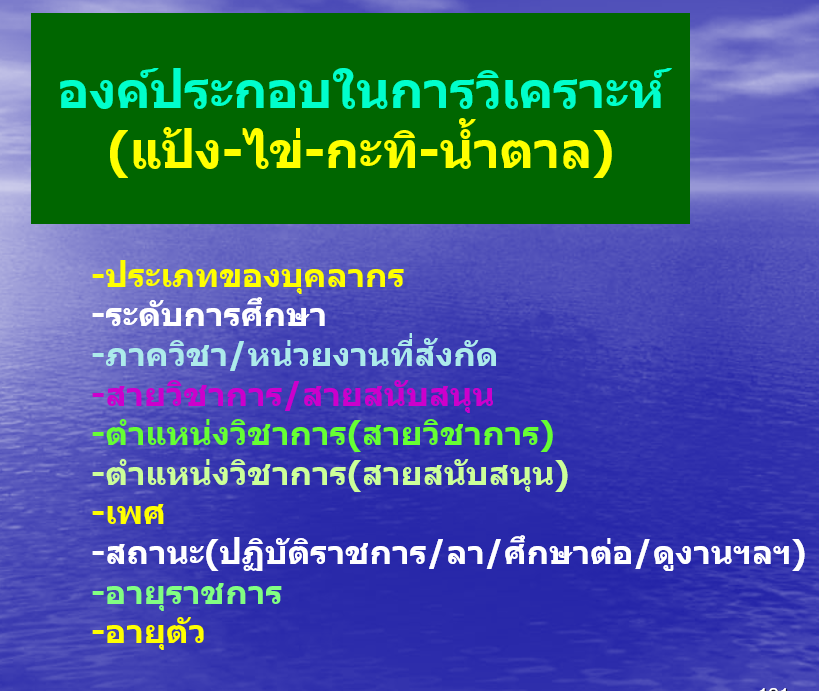 องค์ประกอบในการวิเคราะห์
(แป้ง-ไข่-กะทิ-น้ำตาล)
-ประเภทของบุคลากร
-ระดับการศึกษา
-ภาควิชา/หน่วยงานที่สังกัด
-สายวิชาการ/สายสนับสนุน
-ตำแหน่งวิชาการ(สายวิชาการ)
-ตำแหน่งวิชาการ(สายสนับสนุน)
-เพศ
-สถานะ(ปฏิบัติราชการ/ลา/ศึกษาต่อ/ดูงานฯลฯ)
-อายุราชการ
-อายุตัว